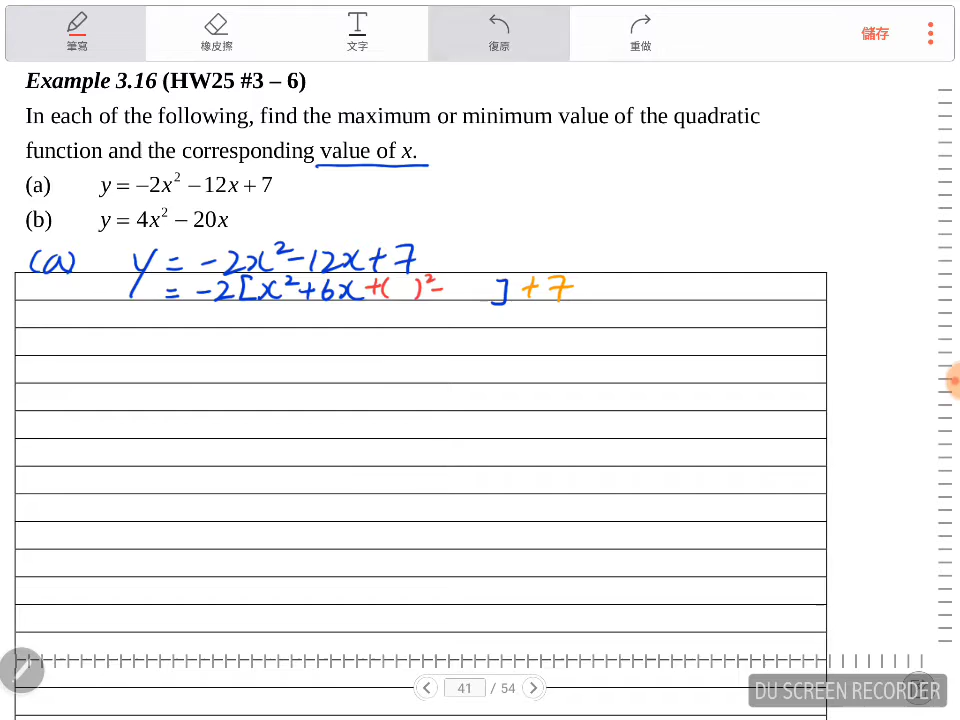 筆寫 橡皮擦 文字 復原 重做 儲存
Example 3.16 (HW25 #3 – 6)
In each of the following, find the maximum or minimum value of the quadratic
function and the corresponding value of x.
(a) y = −2x² − 12x + 7
(b) y = 4x² − 20x
(a) y = -2x² - 12x + 7
= -2[x² + 6x + ( )² - ] + 7
41 / 54
DU SCREEN RECORDER